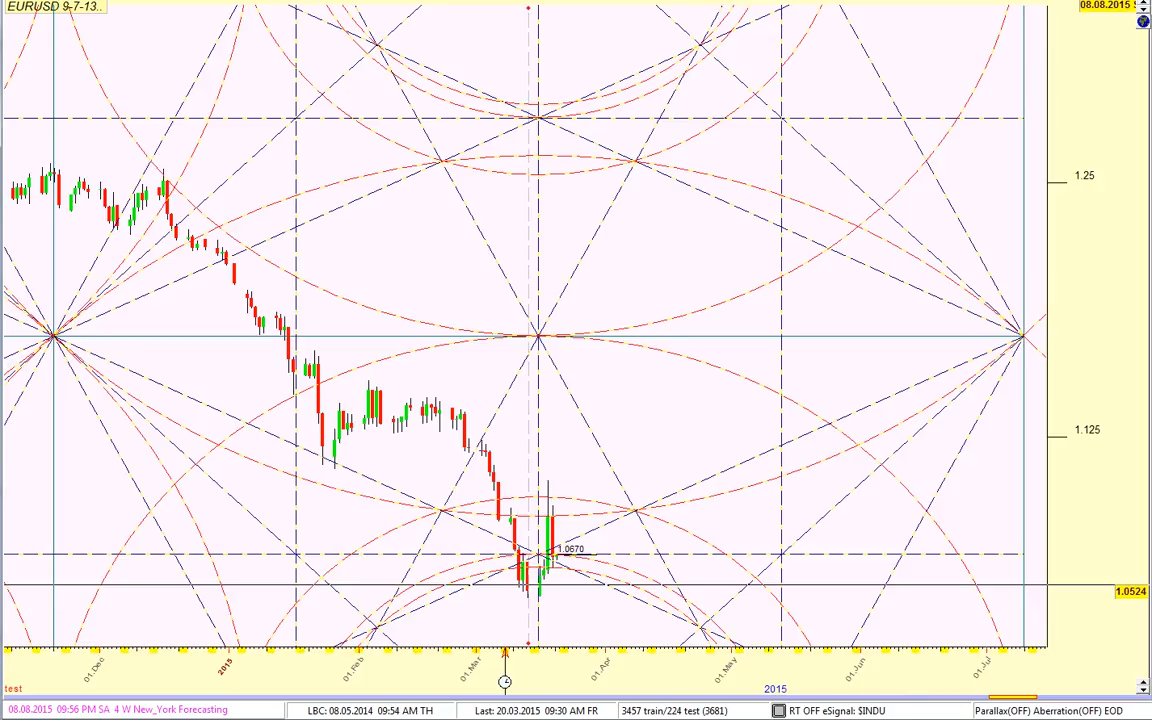 EURUSD 9-7-13..
08.08.2015
1.25
1.125
1.0670
1.0524
01.Dec
2015
01.Feb
01.Mar
01.Apr
01.May
01.Jun
01.Jul
test
2015
08.08.2015 09:56 PM SA 4 W New_York Forecasting
LBC: 08.05.2014 09:54 AM TH
Last: 20.03.2015 09:30 AM FR
3457 train/224 test (3681)
RT OFF eSignal: $INDU
Parallax(OFF) Aberration(OFF) EOD